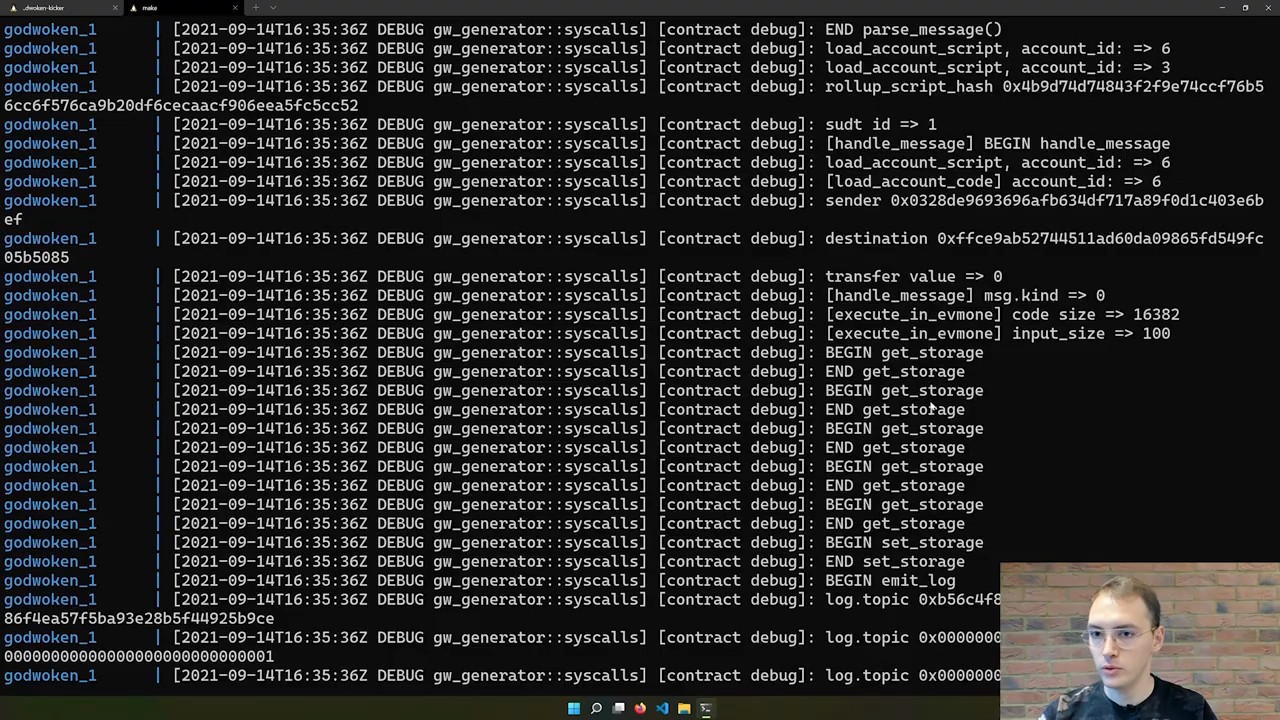 ..dwoken-kicker
make
godwoken_1 | [2021-09-14T16:35:36Z DEBUG gw_generator::syscalls] [contract debug]: END parse_message()
godwoken_1 | [2021-09-14T16:35:36Z DEBUG gw_generator::syscalls] [contract debug]: load_account_script, account_id: => 6
godwoken_1 | [2021-09-14T16:35:36Z DEBUG gw_generator::syscalls] [contract debug]: load_account_script, account_id: => 3
godwoken_1 | [2021-09-14T16:35:36Z DEBUG gw_generator::syscalls] [contract debug]: rollup_script_hash 0x4b9d74d74843f2f9e74ccf76b5
6cc6f576ca9b20df6cecaacf906eea5fc5cc52
godwoken_1 | [2021-09-14T16:35:36Z DEBUG gw_generator::syscalls] [contract debug]: sudt id => 1
godwoken_1 | [2021-09-14T16:35:36Z DEBUG gw_generator::syscalls] [contract debug]: [handle_message] BEGIN handle_message
godwoken_1 | [2021-09-14T16:35:36Z DEBUG gw_generator::syscalls] [contract debug]: load_account_script, account_id: => 6
godwoken_1 | [2021-09-14T16:35:36Z DEBUG gw_generator::syscalls] [contract debug]: [load_account_code] account_id: => 6
godwoken_1 | [2021-09-14T16:35:36Z DEBUG gw_generator::syscalls] [contract debug]: sender 0x0328de9693696afb634df717a89f0d1c403e6b
ef
godwoken_1 | [2021-09-14T16:35:36Z DEBUG gw_generator::syscalls] [contract debug]: destination 0xffce9ab52744511ad60da09865fd549fc
05b5085
godwoken_1 | [2021-09-14T16:35:36Z DEBUG gw_generator::syscalls] [contract debug]: transfer value => 0
godwoken_1 | [2021-09-14T16:35:36Z DEBUG gw_generator::syscalls] [contract debug]: [handle_message] msg.kind => 0
godwoken_1 | [2021-09-14T16:35:36Z DEBUG gw_generator::syscalls] [contract debug]: [execute_in_evmone] code size => 16382
godwoken_1 | [2021-09-14T16:35:36Z DEBUG gw_generator::syscalls] [contract debug]: [execute_in_evmone] input_size => 100
godwoken_1 | [2021-09-14T16:35:36Z DEBUG gw_generator::syscalls] [contract debug]: BEGIN get_storage
godwoken_1 | [2021-09-14T16:35:36Z DEBUG gw_generator::syscalls] [contract debug]: END get_storage
godwoken_1 | [2021-09-14T16:35:36Z DEBUG gw_generator::syscalls] [contract debug]: BEGIN get_storage
godwoken_1 | [2021-09-14T16:35:36Z DEBUG gw_generator::syscalls] [contract debug]: END get_storage
godwoken_1 | [2021-09-14T16:35:36Z DEBUG gw_generator::syscalls] [contract debug]: BEGIN get_storage
godwoken_1 | [2021-09-14T16:35:36Z DEBUG gw_generator::syscalls] [contract debug]: END get_storage
godwoken_1 | [2021-09-14T16:35:36Z DEBUG gw_generator::syscalls] [contract debug]: BEGIN get_storage
godwoken_1 | [2021-09-14T16:35:36Z DEBUG gw_generator::syscalls] [contract debug]: END get_storage
godwoken_1 | [2021-09-14T16:35:36Z DEBUG gw_generator::syscalls] [contract debug]: BEGIN get_storage
godwoken_1 | [2021-09-14T16:35:36Z DEBUG gw_generator::syscalls] [contract debug]: END get_storage
godwoken_1 | [2021-09-14T16:35:36Z DEBUG gw_generator::syscalls] [contract debug]: BEGIN set_storage
godwoken_1 | [2021-09-14T16:35:36Z DEBUG gw_generator::syscalls] [contract debug]: END set_storage
godwoken_1 | [2021-09-14T16:35:36Z DEBUG gw_generator::syscalls] [contract debug]: BEGIN emit_log
godwoken_1 | [2021-09-14T16:35:36Z DEBUG gw_generator::syscalls] [contract debug]: log.topic 0xb56c4f8
86f4ea57f5ba93e28b5f44925b9ce
godwoken_1 | [2021-09-14T16:35:36Z DEBUG gw_generator::syscalls] [contract debug]: log.topic 0x0000000
00000000000000000000000000001
godwoken_1 | [2021-09-14T16:35:36Z DEBUG gw_generator::syscalls] [contract debug]: log.topic 0x0000000